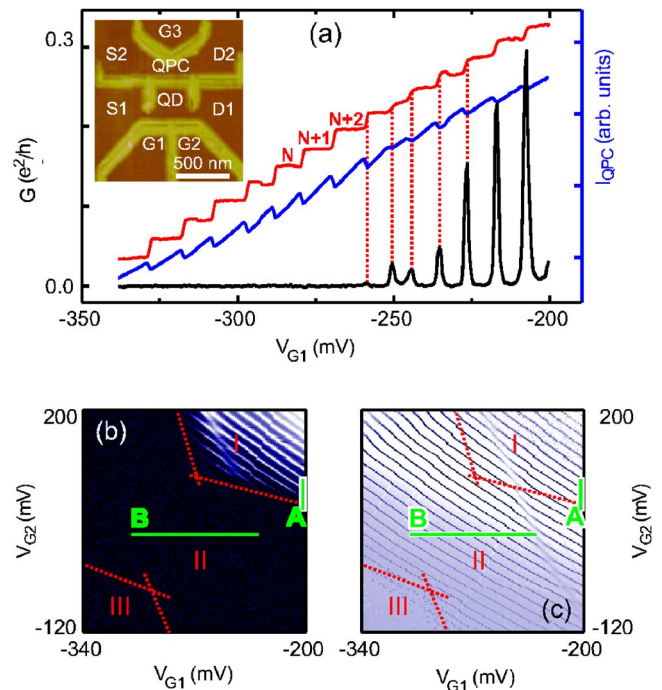 (a)
G3
S2 D2
QPC
S1 QD D1
G1 G2
500 nm
N N+1 N+2
0.3
0.0
G (e²/h)
I_QPC (arb. units)
-350 -300 -250 -200
V_G1 (mV)
(b)
200
I
A
B
II
III
-120
V_G2 (mV)
-340 -200
V_G1 (mV)
200
I
A
B
II
III
(c)
-120
V_G2 (mV)
-340 -200
V_G1 (mV)